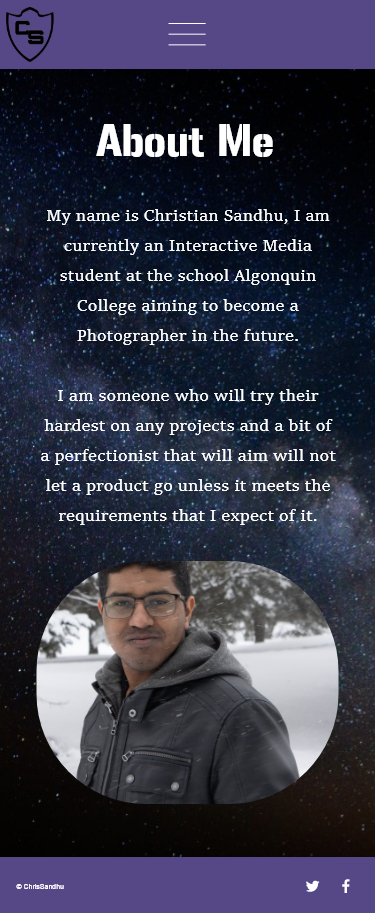 CS
About Me
My name is Christian Sandhu, I am
currently an Interactive Media
student at the school Algonquin
College aiming to become a
Photographer in the future.
I am someone who will try their
hardest on any projects and a bit of
a perfectionist that will aim will not
let a product go unless it meets the
requirements that I expect of it.
© ChrisSandhu